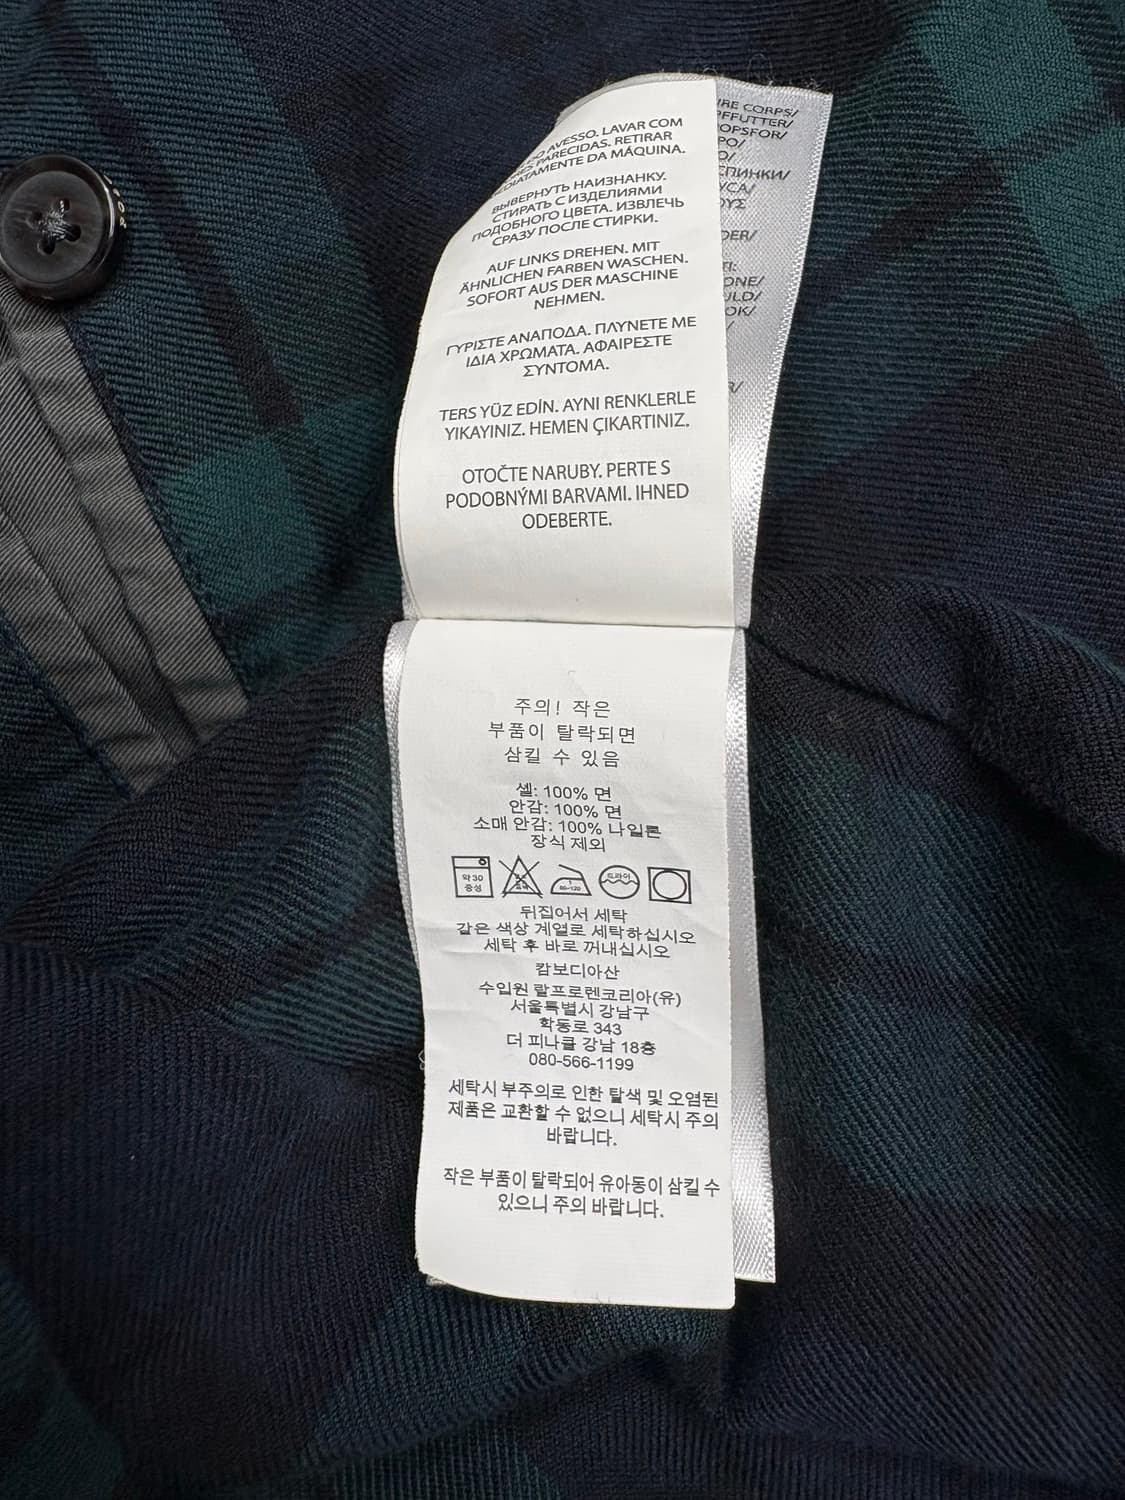 DO AVESSO. LAVAR COM
PARECIDAS. RETIRAR
DA MÁQUINA.
ВЫВЕРНУТЬ НАИЗНАНКУ.
СТИРАТЬ С ИЗДЕЛИЯМИ
ПОДОБНОГО ЦВЕТА. ИЗВЛЕЧЬ
СРАЗУ ПОСЛЕ СТИРКИ.
AUF LINKS DREHEN. MIT
ÄHNLICHEN FARBEN WASCHEN.
SOFORT AUS DER MASCHINE
NEHMEN.
ΓΥΡΙΣΤΕ ΑΝΑΠΟΔΑ. ΠΛΥΝΕΤΕ ΜΕ
ΙΔΙΑ ΧΡΩΜΑΤΑ. ΑΦΑΙΡΕΣΤΕ
ΣΥΝΤΟΜΑ.
TERS YÜZ EDİN. AYNI RENKLERLE
YIKAYINIZ. HEMEN ÇIKARTINIZ.
OTOČTE NARUBY. PERTE S
PODOBNÝMI BARVAMI. IHNED
ODEBERTE.
CORPS/
주의! 작은
부품이 탈락되면
삼킬 수 있음
셸: 100% 면
안감: 100% 면
소매 안감: 100% 나일론
장식 제외
약 30
중성
80~120
드라이
뒤집어서 세탁
같은 색상 계열로 세탁하십시오
세탁 후 바로 꺼내십시오
캄보디아산
수입원 랄프로렌코리아(유)
서울특별시 강남구
학동로 343
더 피나클 강남 18층
080-566-1199
세탁시 부주의로 인한 탈색 및 오염된
제품은 교환할 수 없으니 세탁시 주의
바랍니다.
작은 부품이 탈락되어 유아동이 삼킬 수
있으니 주의 바랍니다.